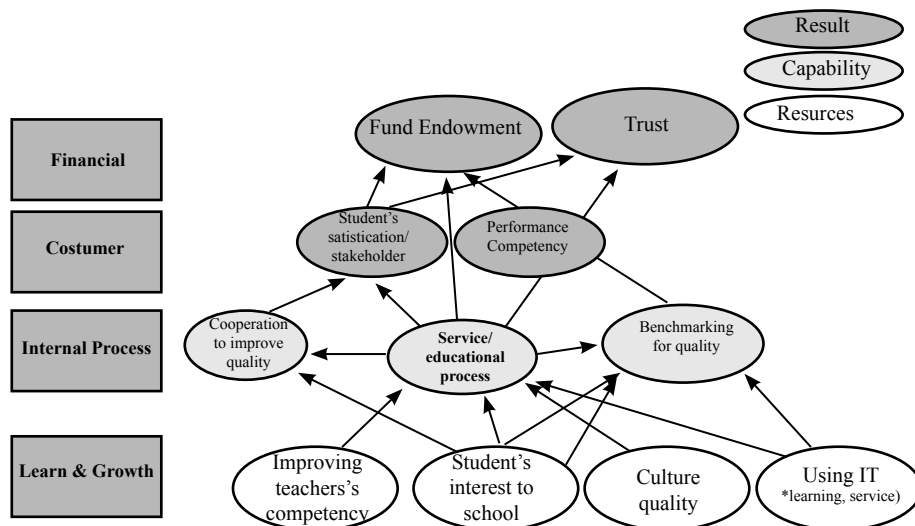 Result
Capability
Resurces
Fund Endowment
Trust
Financial
Costumer
Student's
satistication/
stakeholder
Performance
Competency
Internal Process
Cooperation
to improve
quality
Service/
educational
process
Benchmarking
for quality
Learn & Growth
Improving
teachers's
competency
Student's
interest to
school
Culture
quality
Using IT
*learning, service)